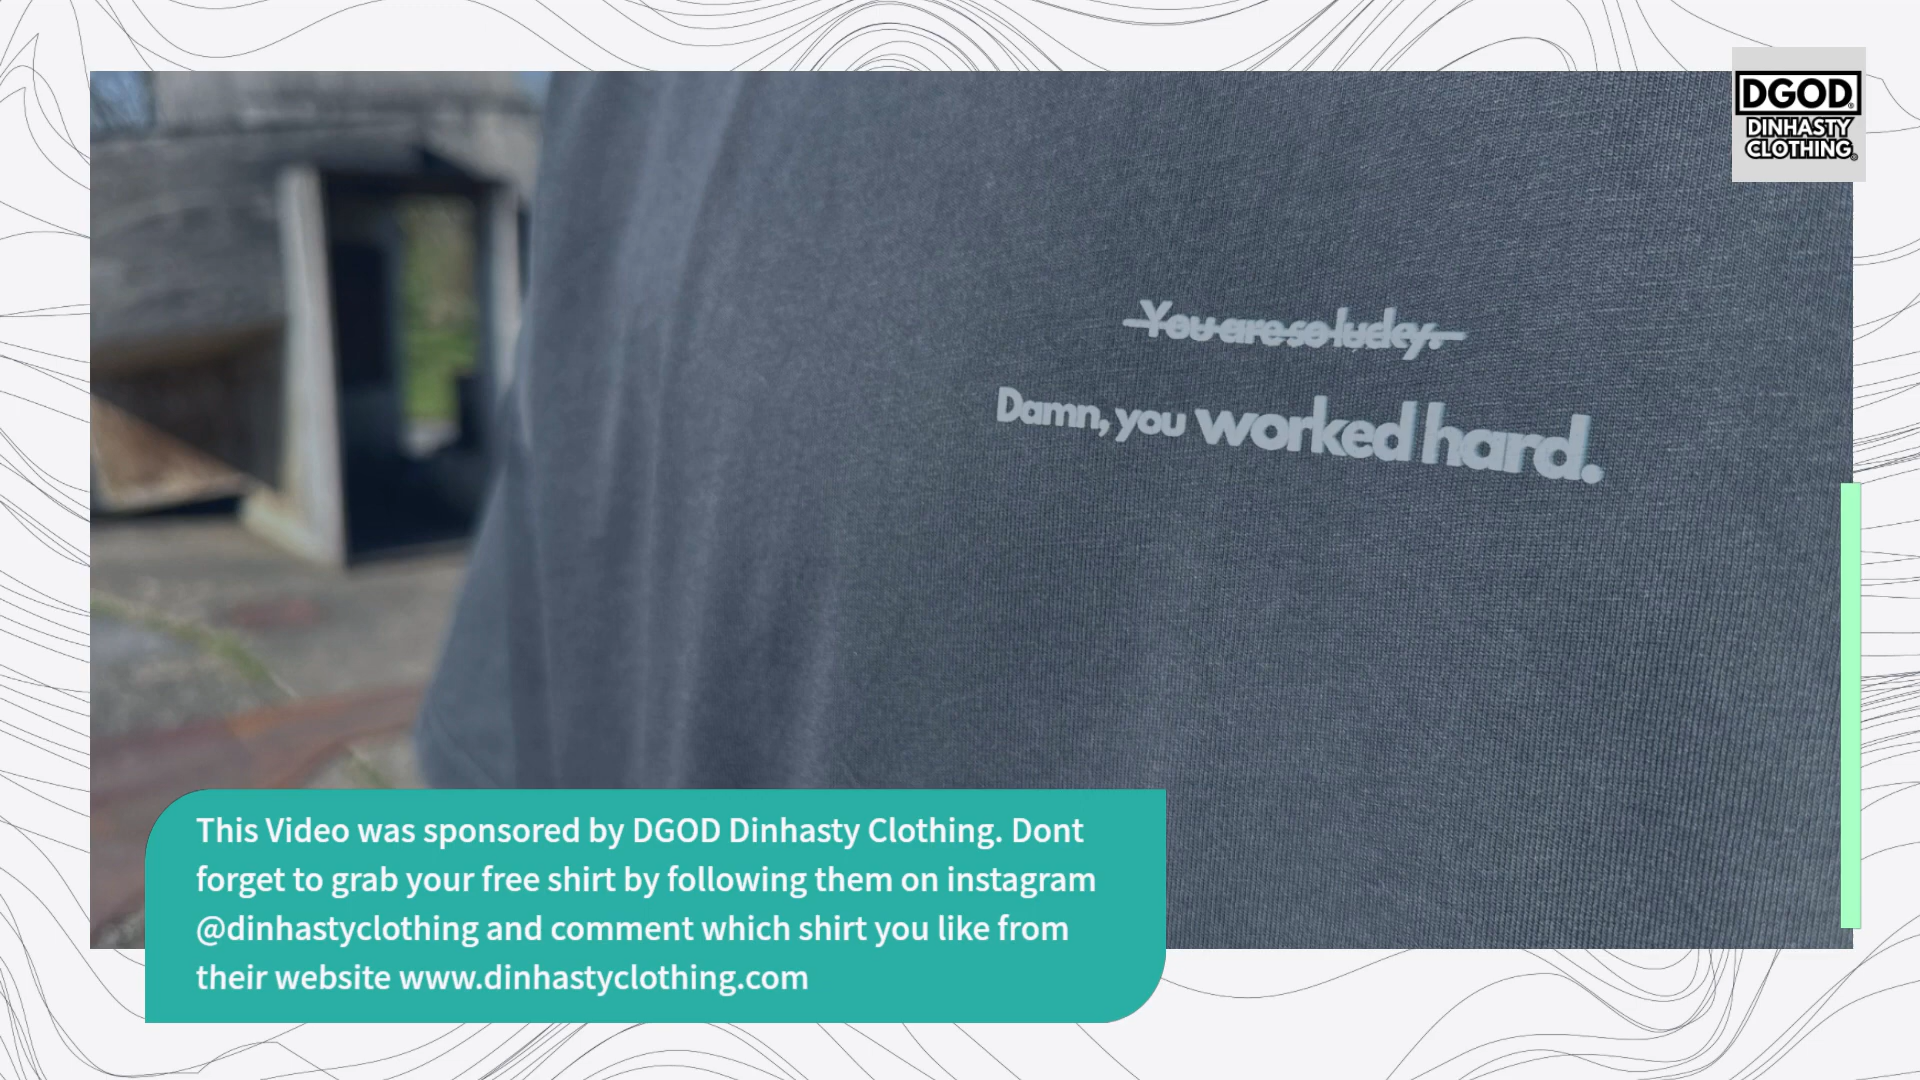 DGOD
DINHASTY
CLOTHING
You are so lucky.
Damn, you worked hard.
This Video was sponsored by DGOD Dinhasty Clothing. Dont
forget to grab your free shirt by following them on instagram
@dinhastyclothing and comment which shirt you like from
their website www.dinhastyclothing.com